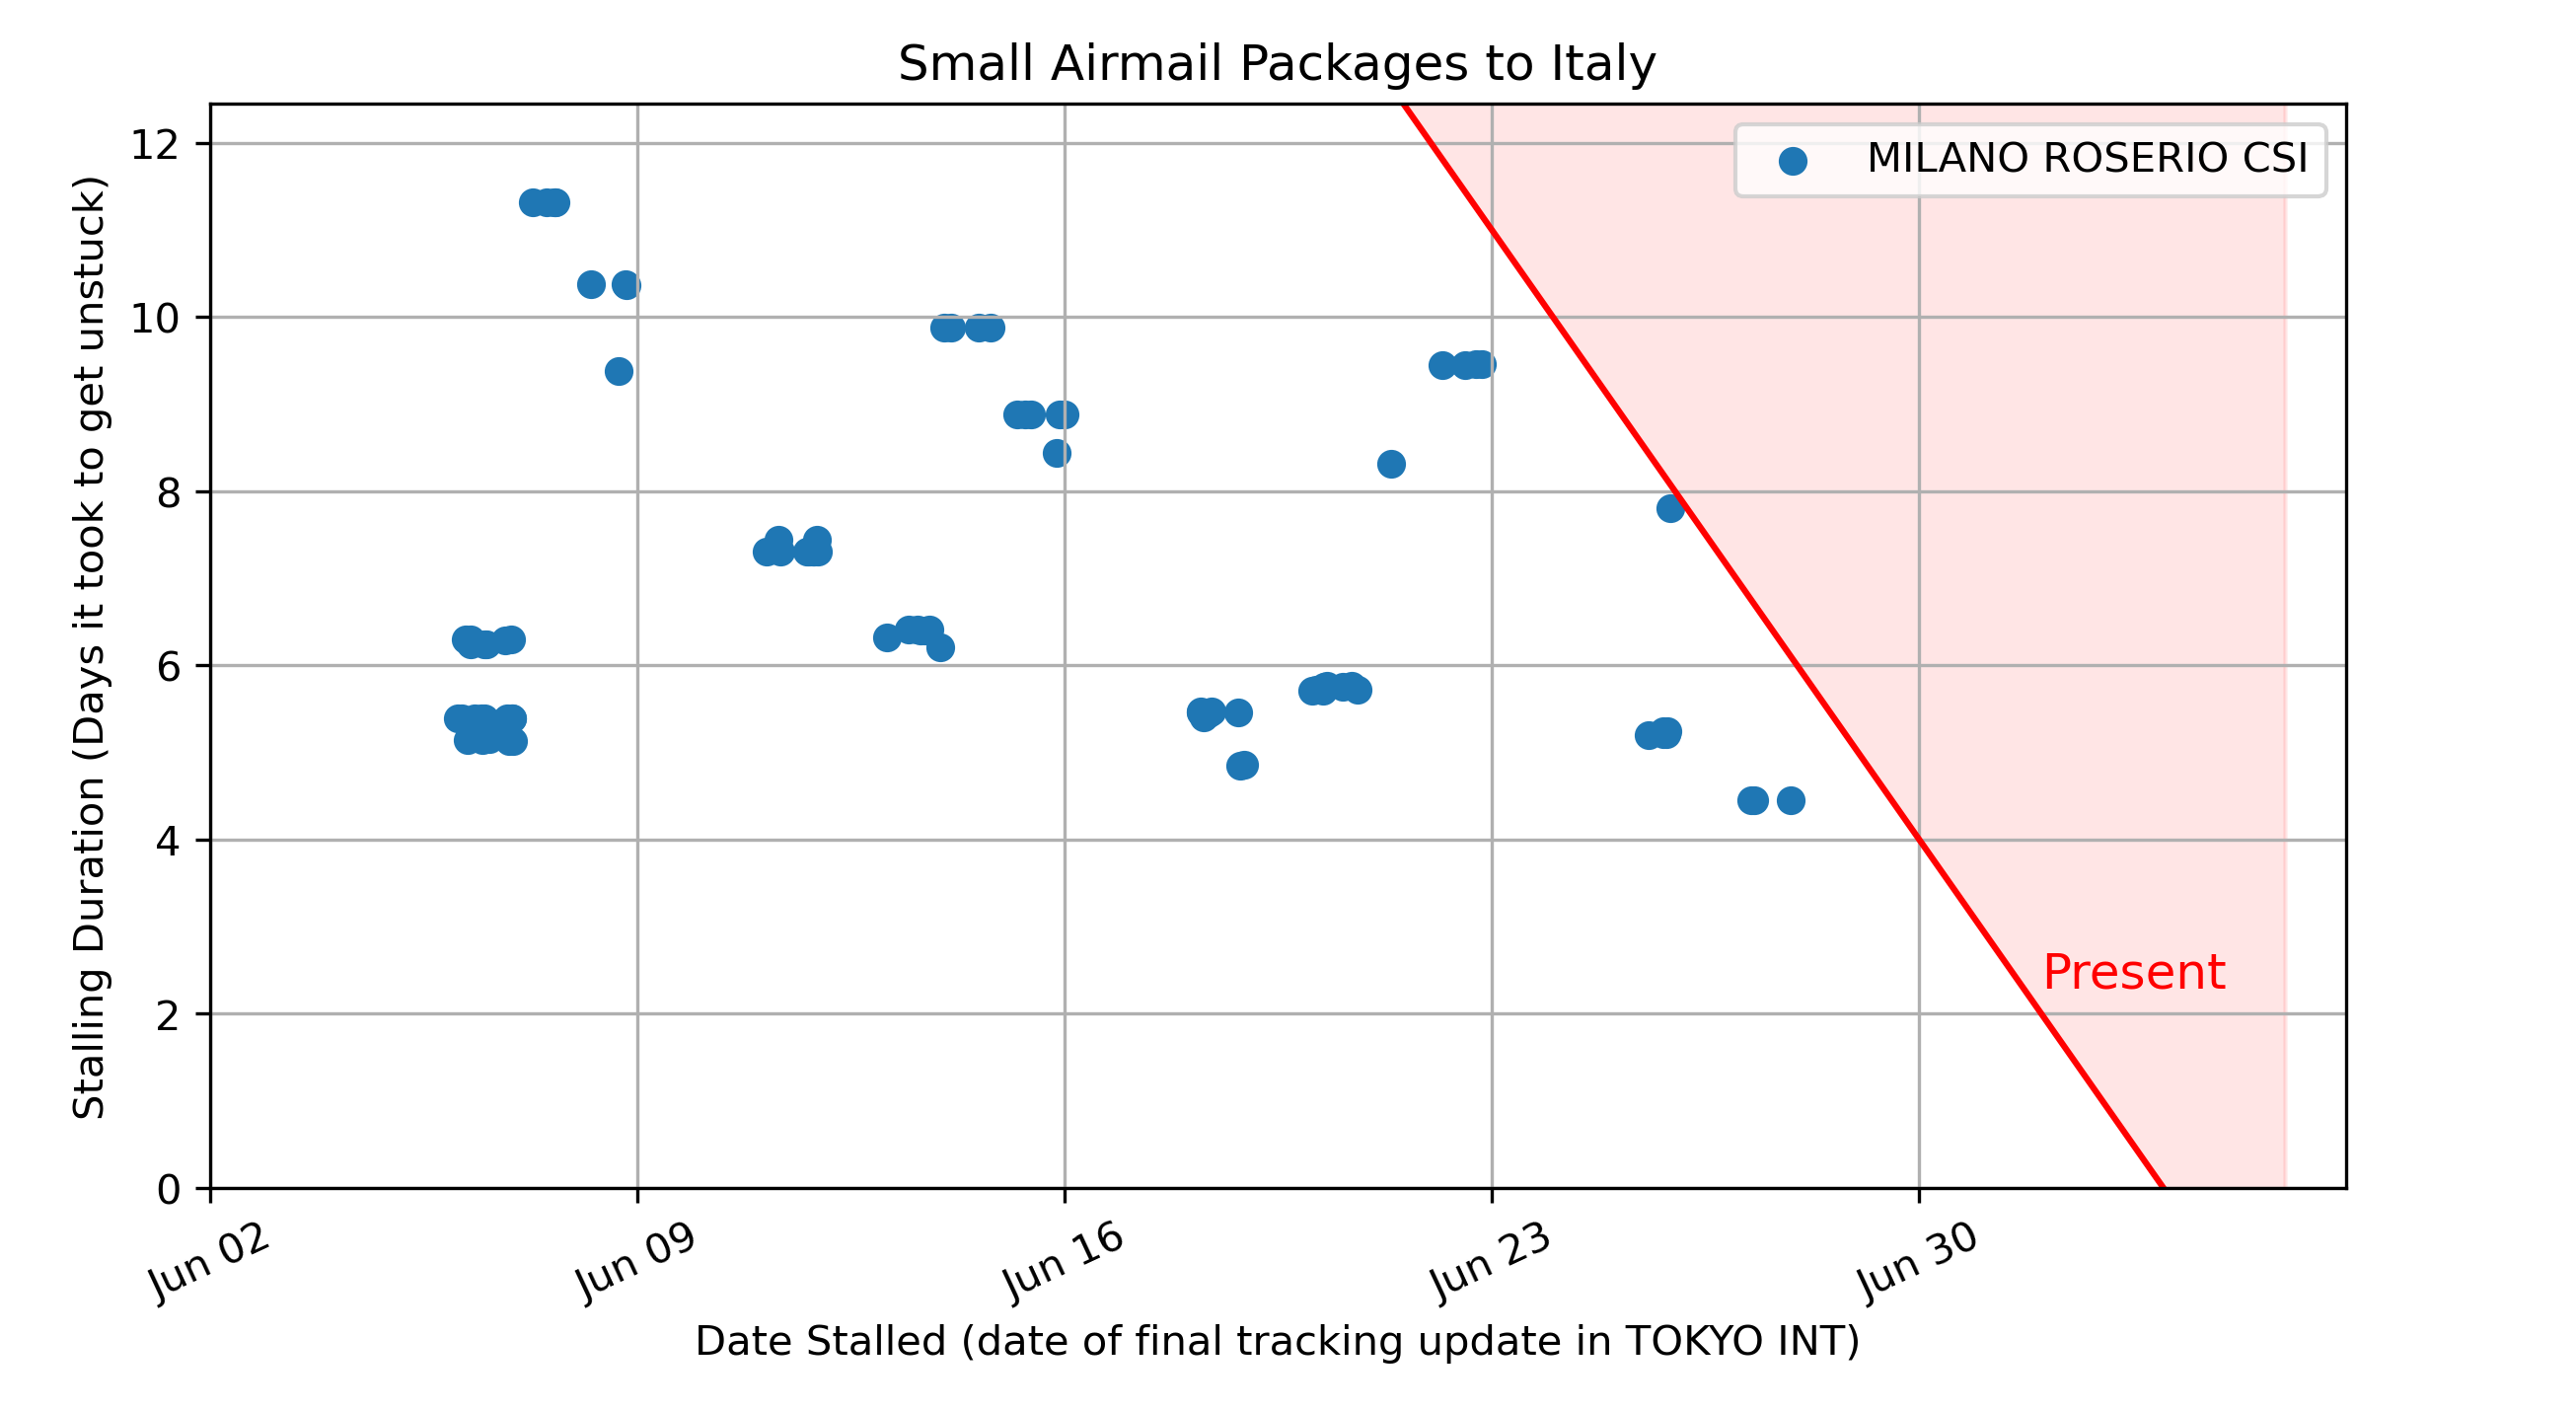 Small Airmail Packages to Italy
MILANO ROSERIO CSI
Stalling Duration (Days it took to get unstuck)
12
10
8
6
4
2
0
Present
Jun 02
Jun 09
Jun 16
Jun 23
Jun 30
Date Stalled (date of final tracking update in TOKYO INT)